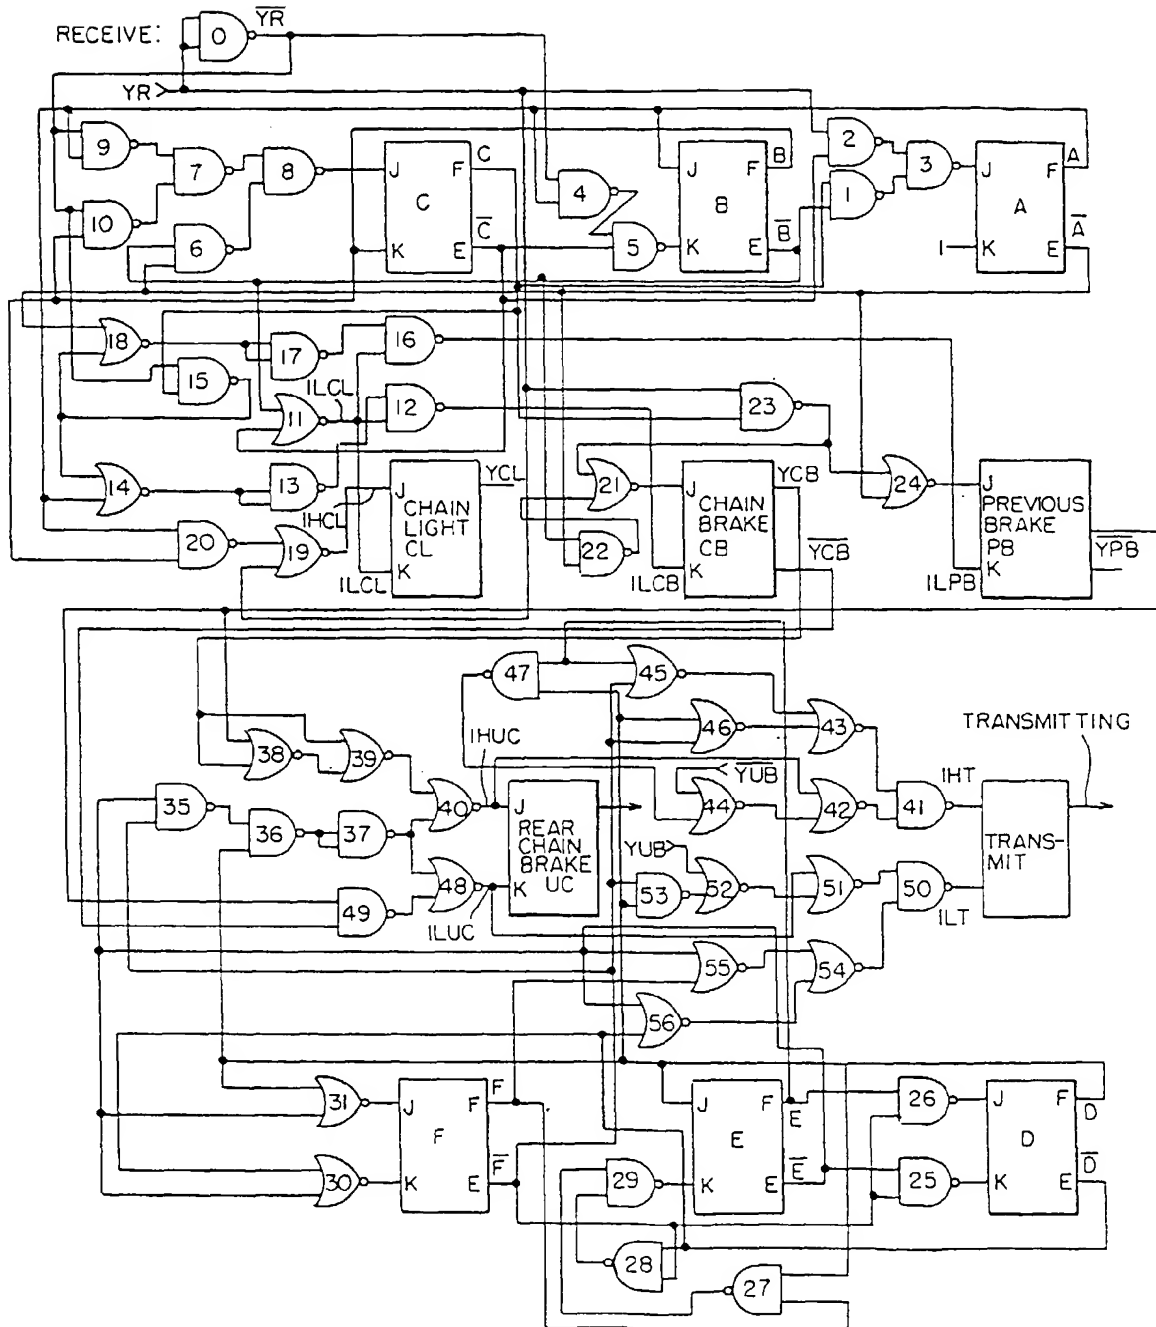 RECEIVE:
0
Y̅R̅
YR
9
7
8
J
F
C
K
E
C
C̅
10
6
4
5
J
F
B
K
E
B
B̅
2
3
1
J
F
A
1
K
E
A
A̅
18
17
16
15
ILCL
11
12
23
14
13
J
CHAIN
LIGHT
CL
K
YCL
IHCL
ILCL
20
19
21
22
J
CHAIN
BRAKE
CB
K
YCB
Y̅C̅B̅
ILCB
24
J
PREVIOUS
BRAKE
PB
K
Y̅P̅B̅
ILPB
47
45
46
43
TRANSMITTING
38
39
IHUC
Y̅U̅B̅
IHT
35
36
37
40
J
REAR
CHAIN
BRAKE
UC
K
44
42
41
TRANS-
MIT
YUB
49
48
53
52
51
50
ILUC
ILT
55
54
56
31
30
J
F
F
K
E
F
F̅
29
28
J
F
E
K
E
E
E̅
26
25
27
J
F
D
K
E
D
D̅